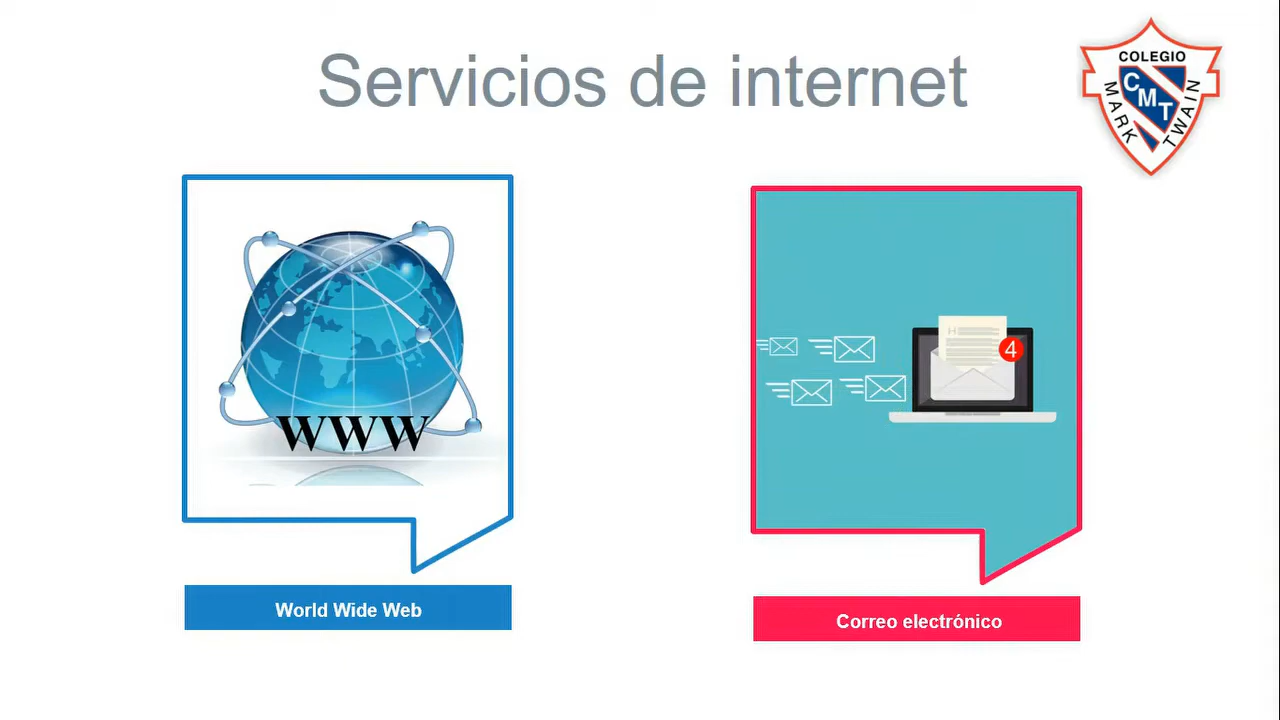 Servicios de internet
COLEGIO
MARK
TWAIN
CMT
www
4
World Wide Web
Correo electrónico